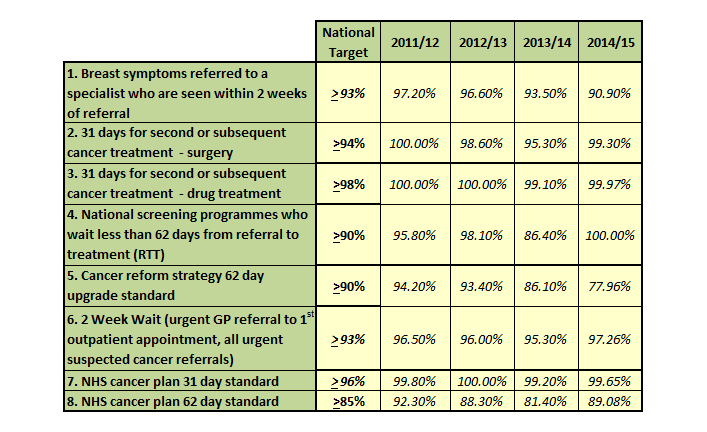 National Target 2011/12 2012/13 2013/14 2014/15
1. Breast symptoms referred to a
specialist who are seen within 2 weeks
of referral
≥93% 97.20% 96.60% 93.50% 90.90%
2. 31 days for second or subsequent
cancer treatment - surgery
≥94% 100.00% 98.60% 95.30% 99.30%
3. 31 days for second or subsequent
cancer treatment - drug treatment
≥98% 100.00% 100.00% 99.10% 99.97%
4. National screening programmes who
wait less than 62 days from referral to
treatment (RTT)
≥90% 95.80% 98.10% 86.40% 100.00%
5. Cancer reform strategy 62 day
upgrade standard
≥90% 94.20% 93.40% 86.10% 77.96%
6. 2 Week Wait (urgent GP referral to 1st
outpatient appointment, all urgent
suspected cancer referrals)
≥93% 96.50% 96.00% 95.30% 97.26%
7. NHS cancer plan 31 day standard ≥96% 99.80% 100.00% 99.20% 99.65%
8. NHS cancer plan 62 day standard ≥85% 92.30% 88.30% 81.40% 89.08%